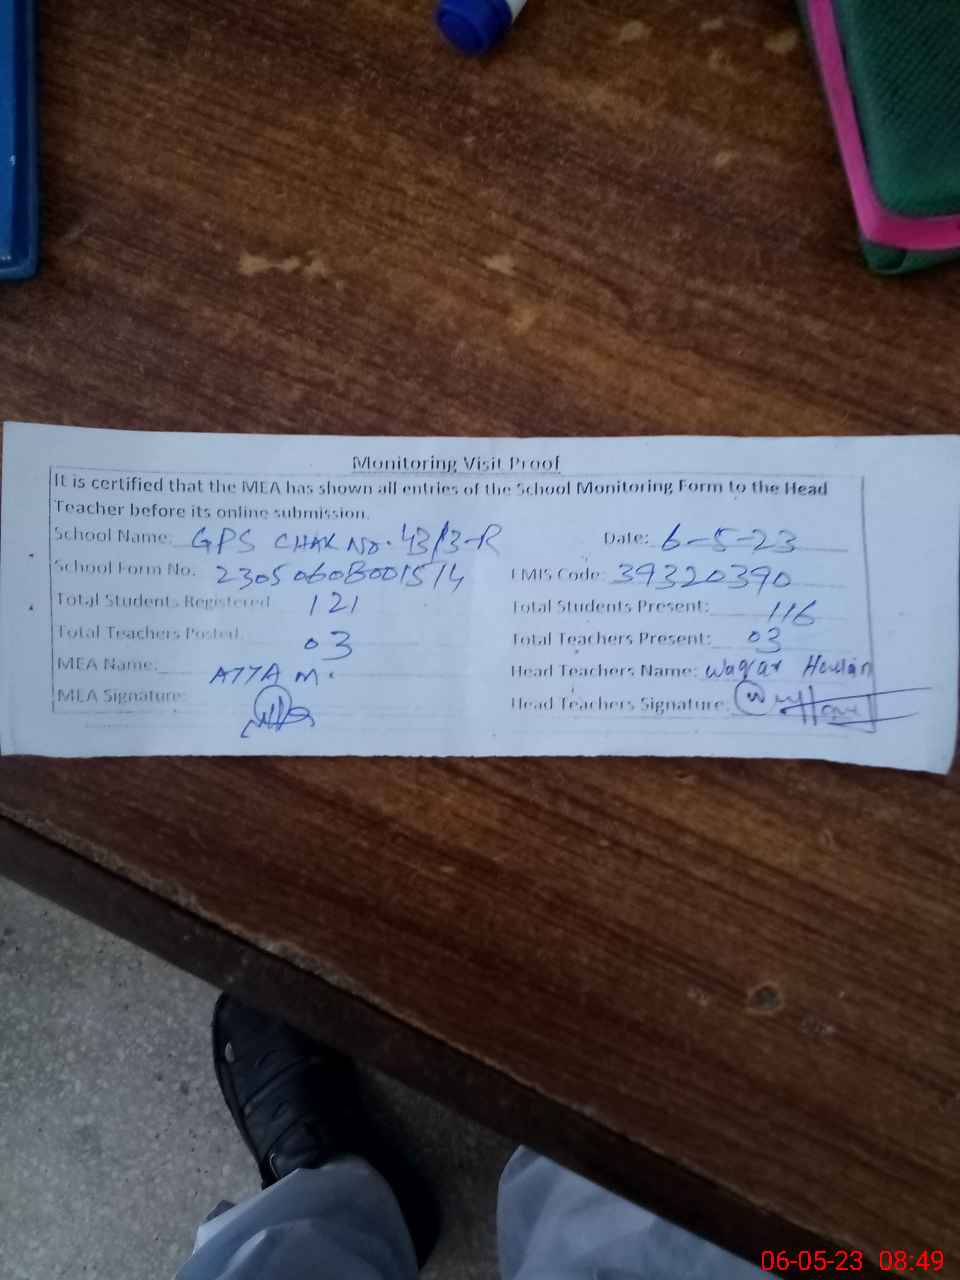 Monitoring Visit Proof
It is certified that the MEA has shown all entries of the School Monitoring Form to the Head
Teacher before its online submission.
School Name: GPS CHAK NO. 43/3-R Date: 6-5-23
School Form No. 230506OB001514 EMIS Code: 39320390
Total Students Registered 121 Total Students Present: 116
Total Teachers Posted 03 Total Teachers Present: 03
MEA Name: ATTA M. Head Teachers Name: Waqar Hussain
MEA Signature: Head Teachers Signature:
06-05-23 08:49